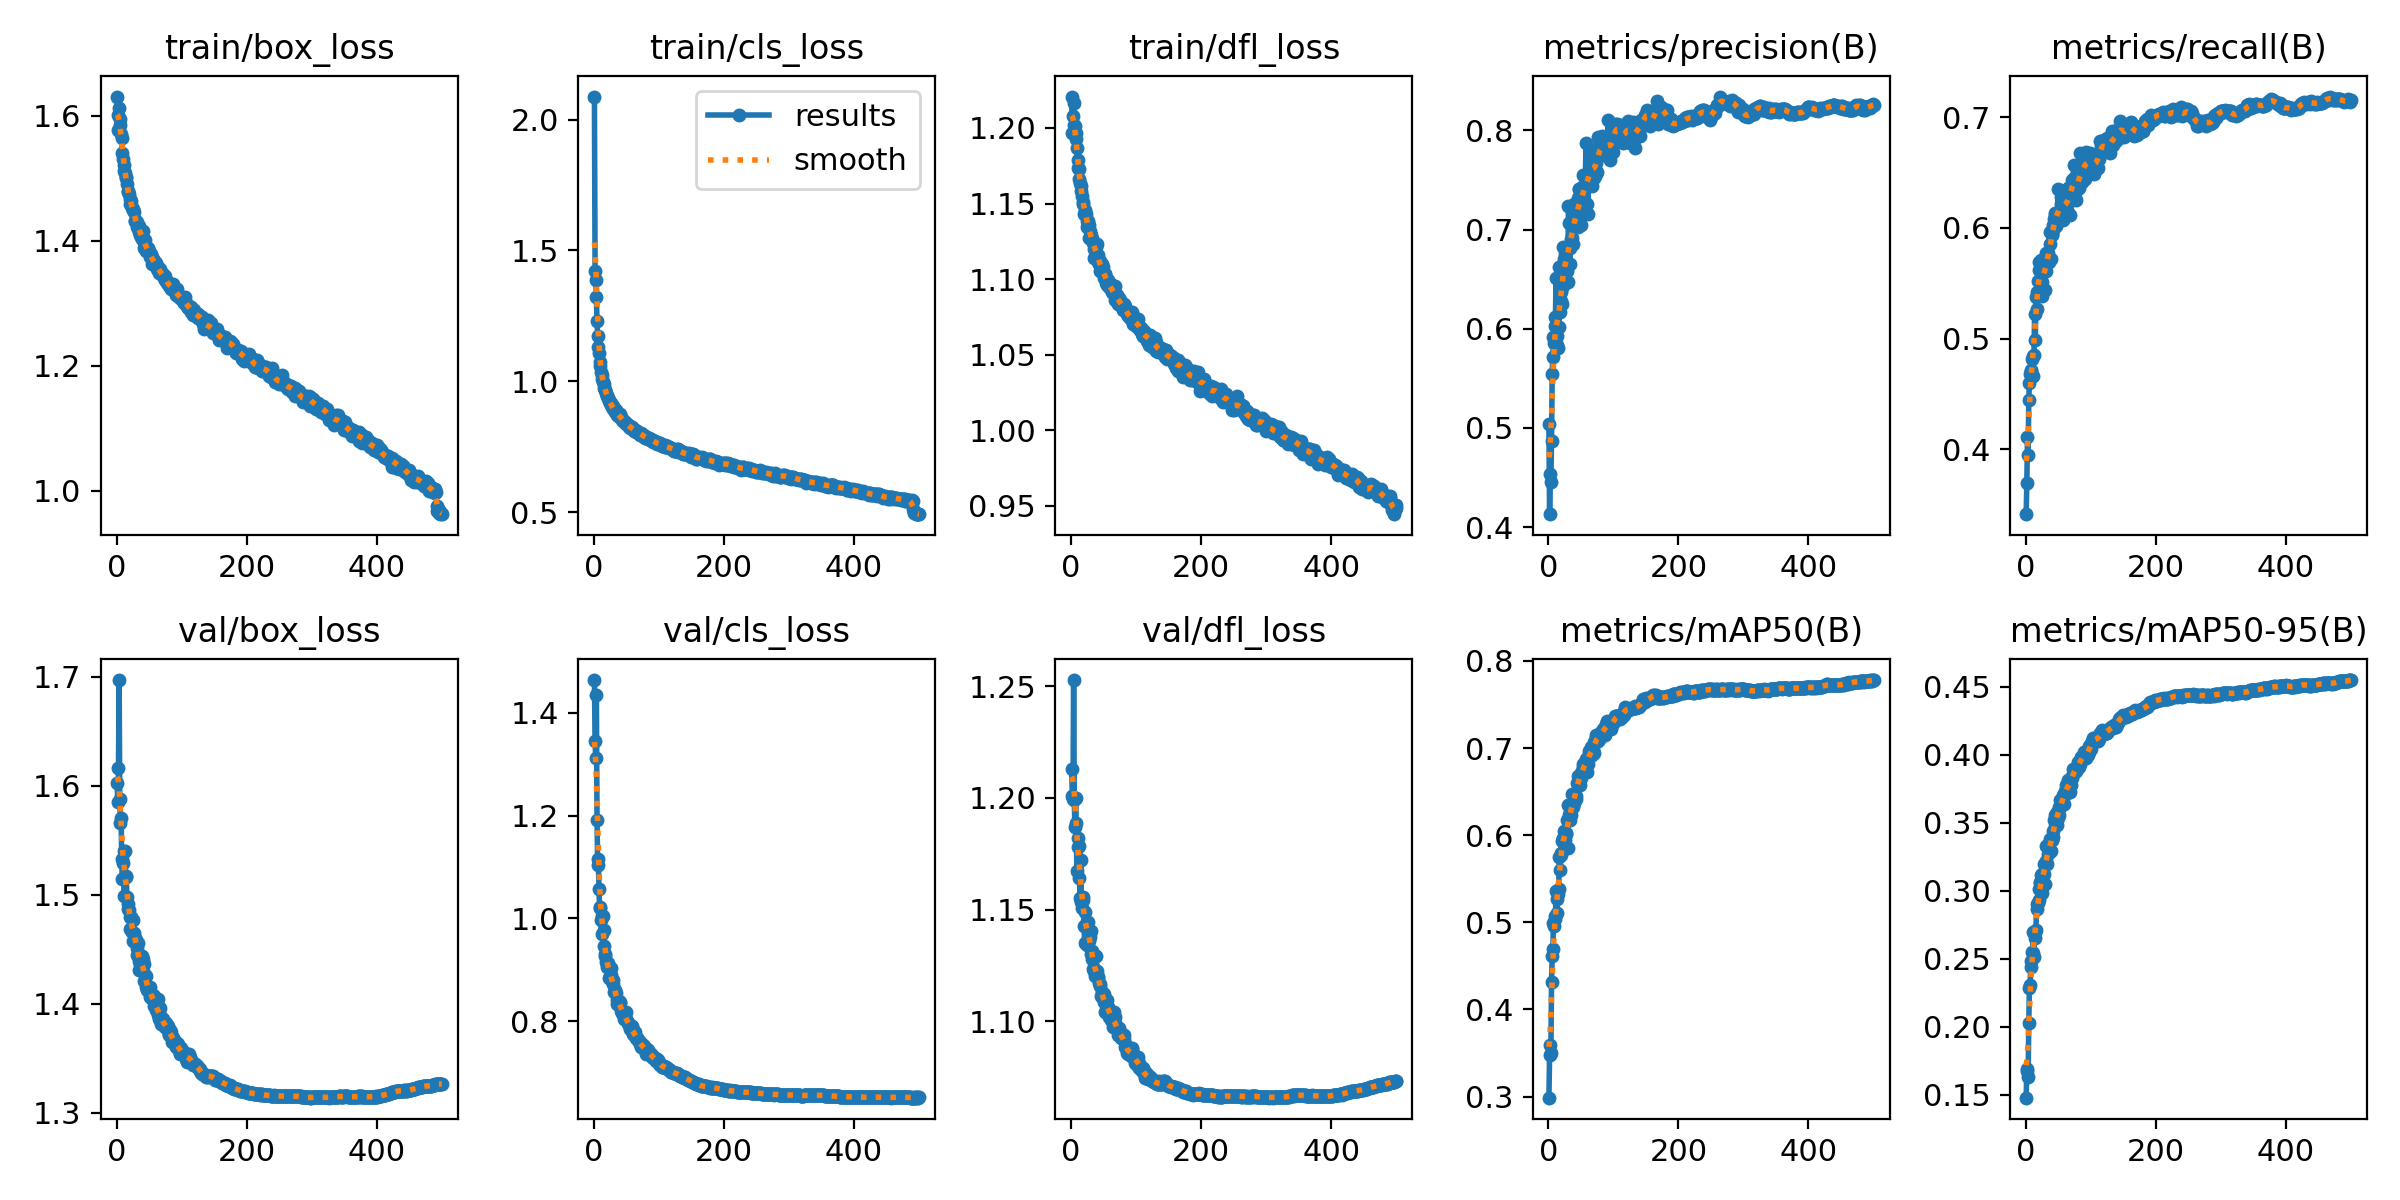 train/box_loss
1.6
1.4
1.2
1.0
0 200 400
train/cls_loss
results
smooth
2.0
1.5
1.0
0.5
0 200 400
train/dfl_loss
1.20
1.15
1.10
1.05
1.00
0.95
0 200 400
metrics/precision(B)
0.8
0.7
0.6
0.5
0.4
0 200 400
metrics/recall(B)
0.7
0.6
0.5
0.4
0 200 400
val/box_loss
1.7
1.6
1.5
1.4
1.3
0 200 400
val/cls_loss
1.4
1.2
1.0
0.8
0 200 400
val/dfl_loss
1.25
1.20
1.15
1.10
0 200 400
metrics/mAP50(B)
0.8
0.7
0.6
0.5
0.4
0.3
0 200 400
metrics/mAP50-95(B)
0.45
0.40
0.35
0.30
0.25
0.20
0.15
0 200 400